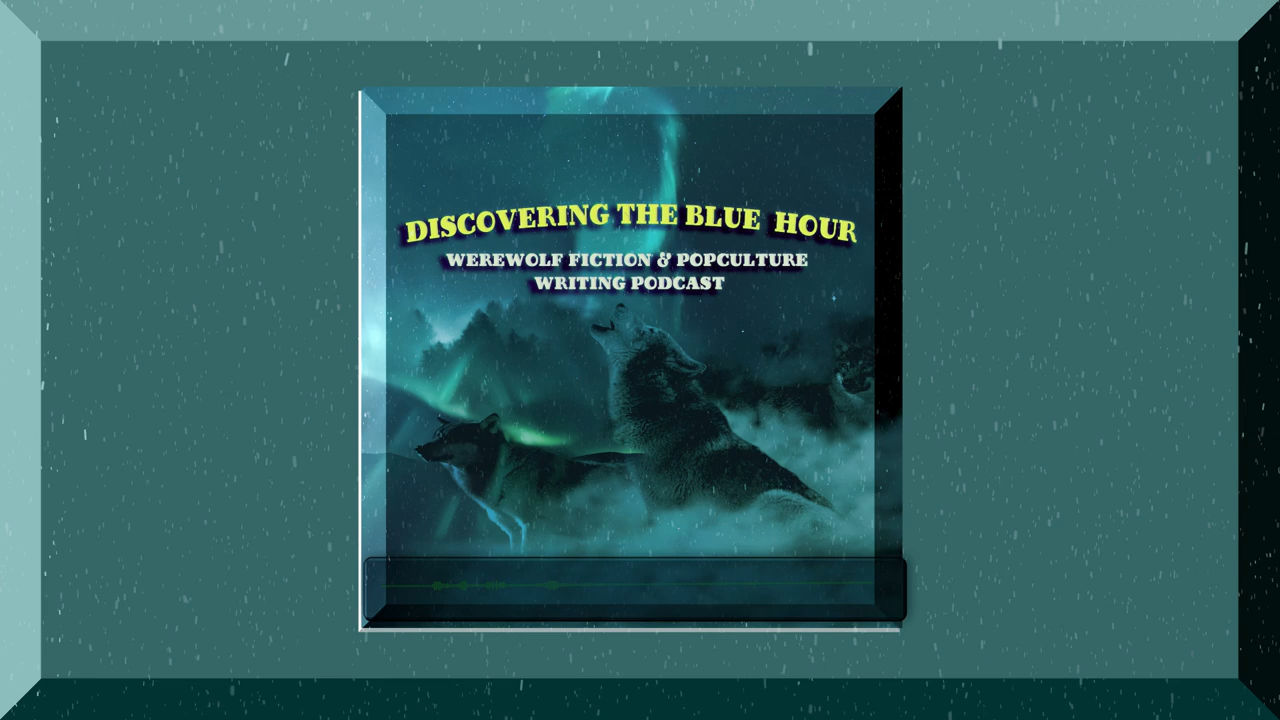 DISCOVERING THE BLUE HOUR
WEREWOLF FICTION & POPCULTURE
WRITING PODCAST